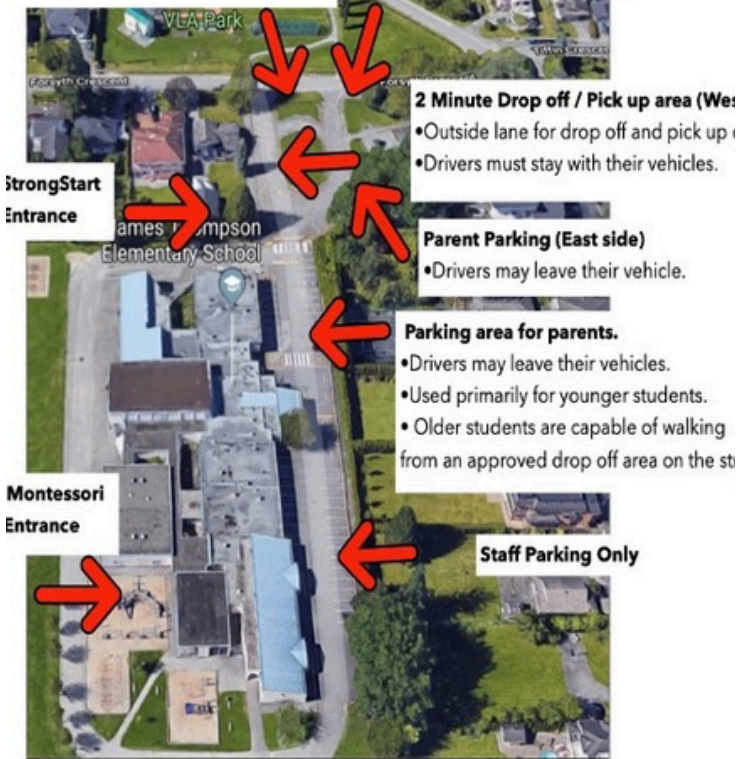 VLA Park
Forsyth Crescent
2 Minute Drop off / Pick up area (Wes
•Outside lane for drop off and pick up
•Drivers must stay with their vehicles.
StrongStart
Entrance
James Thompson
Elementary School
Parent Parking (East side)
•Drivers may leave their vehicle.
Parking area for parents.
•Drivers may leave their vehicles.
•Used primarily for younger students.
• Older students are capable of walking
from an approved drop off area on the
Montessori
Entrance
Staff Parking Only